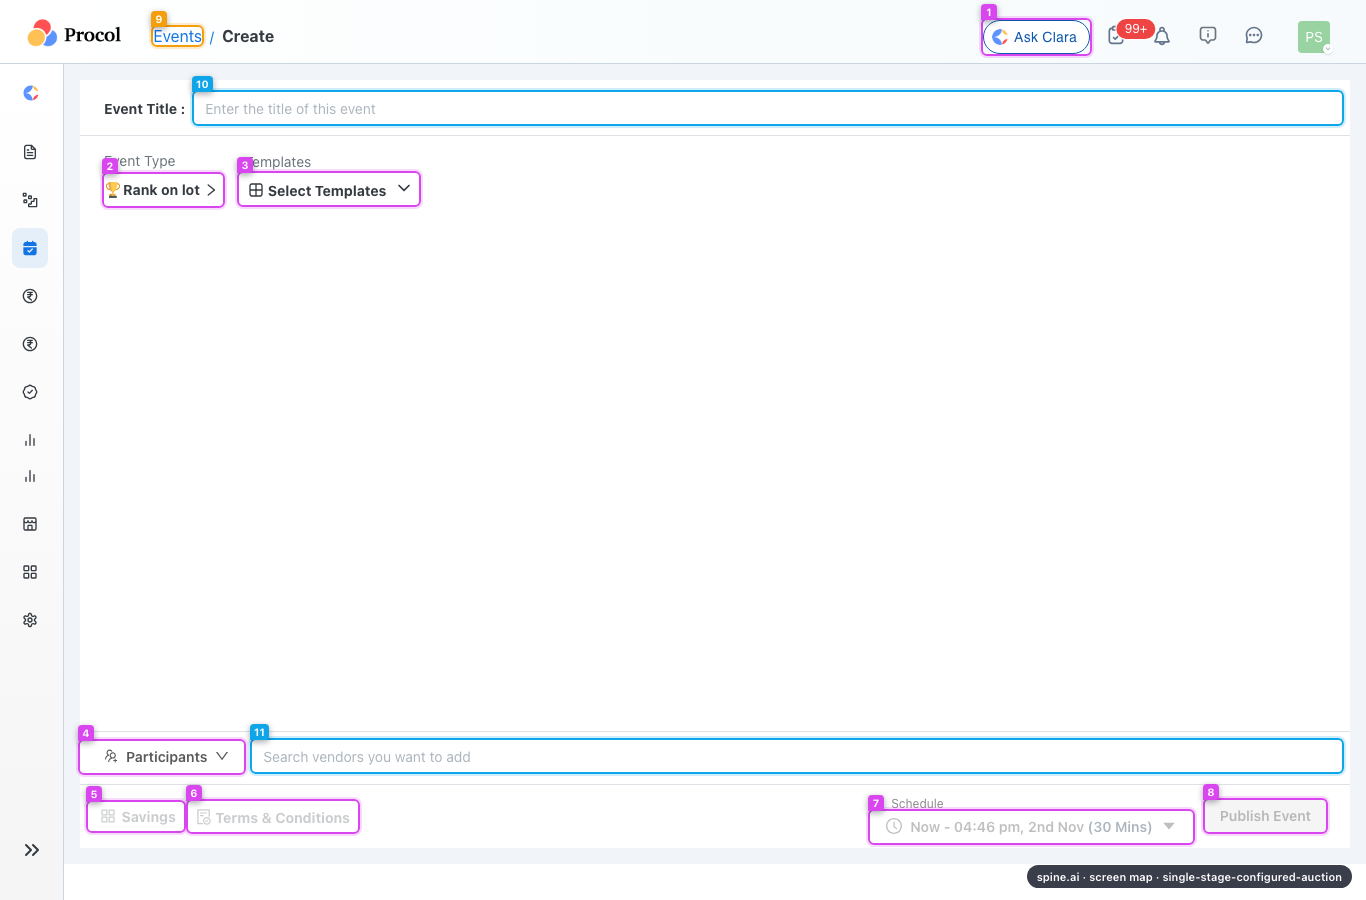 Procol
9
Events / Create
1
Ask Clara
99+
PS
10
Event Title : Enter the title of this event
2
Event Type
3
Templates
Rank on lot
Select Templates
4
Participants
11
Search vendors you want to add
5
Savings
6
Terms & Conditions
7
Schedule
Now - 04:46 pm, 2nd Nov (30 Mins)
8
Publish Event
spine.ai · screen map · single-stage-configured-auction